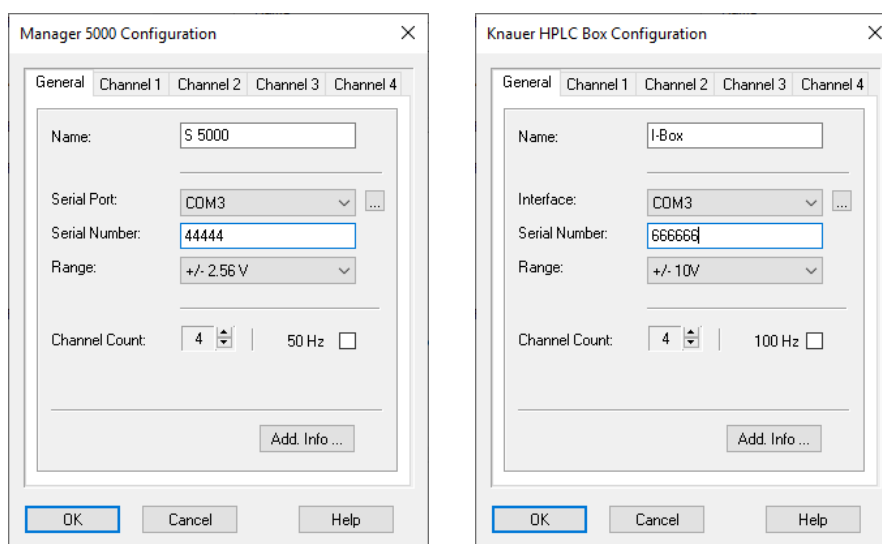 Manager 5000 Configuration
General Channel 1 Channel 2 Channel 3 Channel 4
Name: S 5000
Serial Port: COM3 ...
Serial Number: 44444
Range: +/- 2.56 V
Channel Count: 4 50 Hz
Add. Info ...
OK Cancel Help
Knauer HPLC Box Configuration
General Channel 1 Channel 2 Channel 3 Channel 4
Name: I-Box
Interface: COM3 ...
Serial Number: 666666
Range: +/- 10V
Channel Count: 4 100 Hz
Add. Info ...
OK Cancel Help